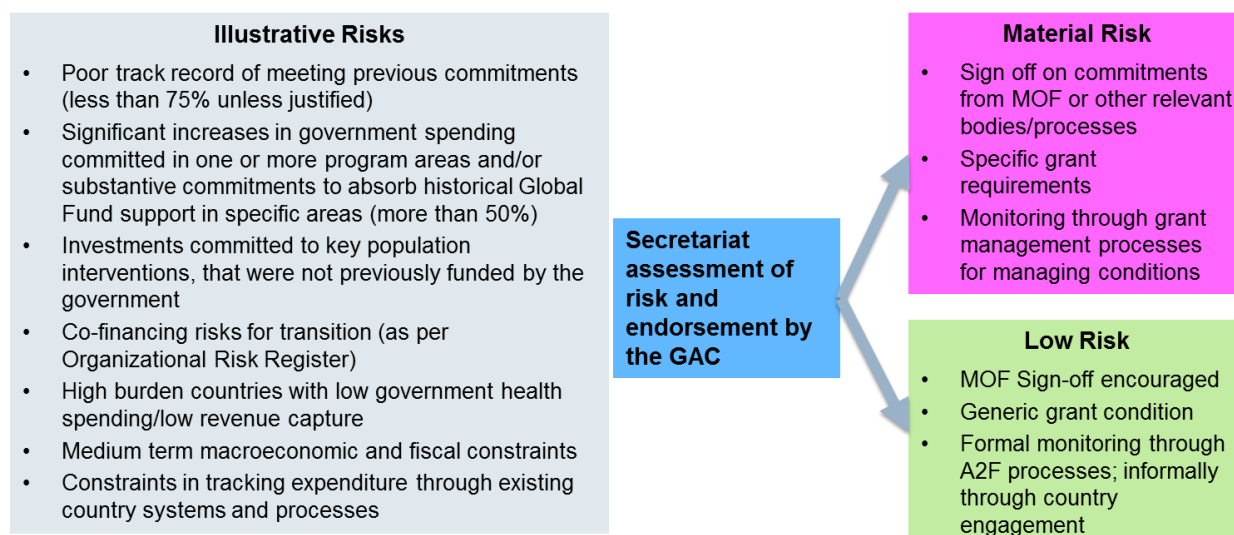 Illustrative Risks
• Poor track record of meeting previous commitments
(less than 75% unless justified)
• Significant increases in government spending
committed in one or more program areas and/or
substantive commitments to absorb historical Global
Fund support in specific areas (more than 50%)
• Investments committed to key population
interventions, that were not previously funded by the
government
• Co-financing risks for transition (as per
Organizational Risk Register)
• High burden countries with low government health
spending/low revenue capture
• Medium term macroeconomic and fiscal constraints
• Constraints in tracking expenditure through existing
country systems and processes
Secretariat
assessment of
risk and
endorsement by
the GAC
Material Risk
• Sign off on commitments
from MOF or other relevant
bodies/processes
• Specific grant
requirements
• Monitoring through grant
management processes
for managing conditions
Low Risk
• MOF Sign-off encouraged
• Generic grant condition
• Formal monitoring through
A2F processes; informally
through country
engagement